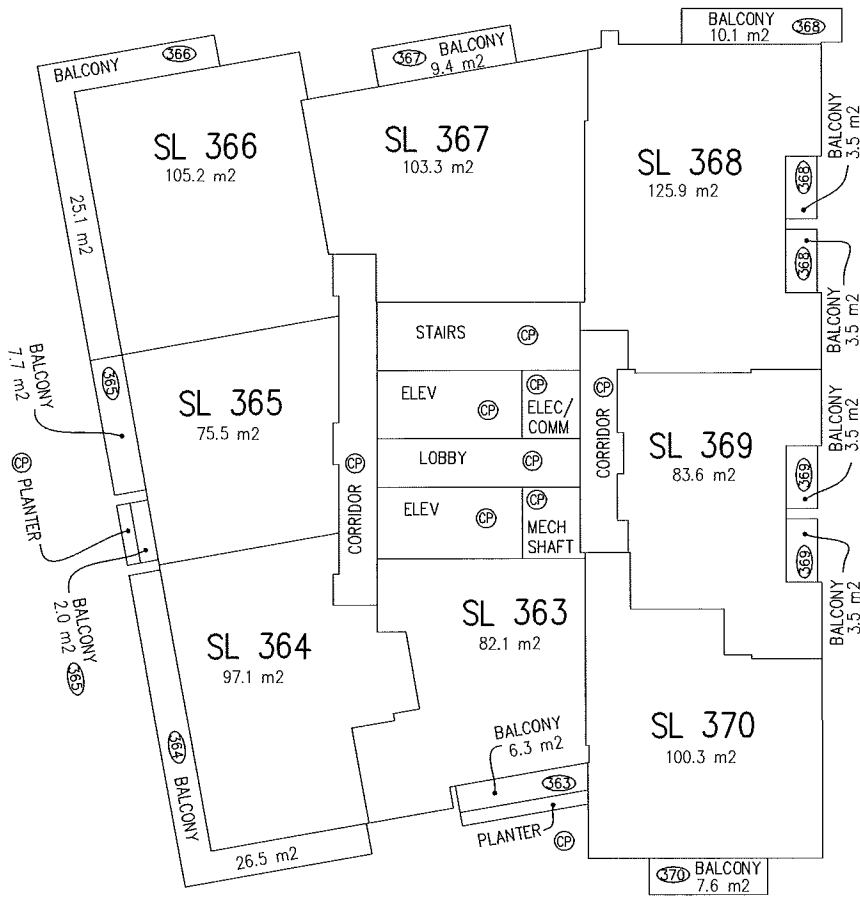 BALCONY 366
25.1 m2
SL 366
105.2 m2
367 BALCONY
9.4 m2
SL 367
103.3 m2
BALCONY 368
10.1 m2
SL 368
125.9 m2
BALCONY
3.5 m2
368
368
BALCONY
3.5 m2
BALCONY
7.7 m2
365
SL 365
75.5 m2
CP PLANTER
BALCONY
2.0 m2 365
STAIRS CP
ELEV CP
CP
ELEC/
COMM
LOBBY CP
ELEV CP
CP
MECH
SHAFT
CORRIDOR CP
CORRIDOR CP
SL 369
83.6 m2
BALCONY
3.5 m2
369
369
BALCONY
3.5 m2
SL 364
97.1 m2
364 BALCONY
26.5 m2
SL 363
82.1 m2
BALCONY
6.3 m2
363
PLANTER CP
SL 370
100.3 m2
370 BALCONY
7.6 m2